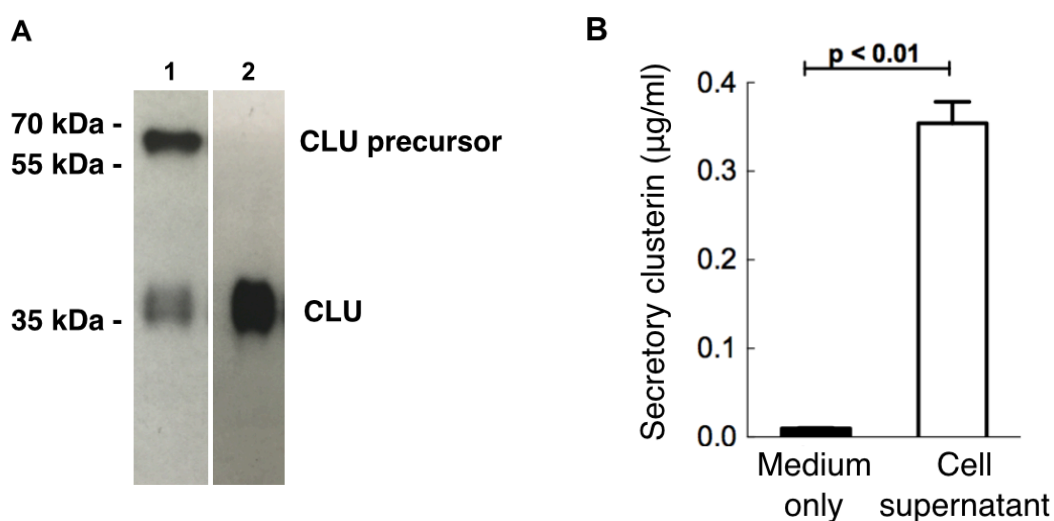 A
1 2
70 kDa -
55 kDa -
CLU precursor
35 kDa -
CLU
B
p < 0.01
Secretory clusterin (µg/ml)
0.4
0.3
0.2
0.1
0.0
Medium only
Cell supernatant